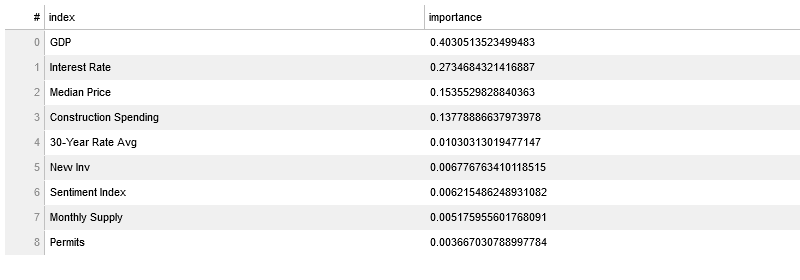 # index importance
0 GDP 0.4030513523499483
1 Interest Rate 0.2734684321416887
2 Median Price 0.1535529828840363
3 Construction Spending 0.13778886637973978
4 30-Year Rate Avg 0.01030313019477147
5 New Inv 0.006776763410118515
6 Sentiment Index 0.006215486248931082
7 Monthly Supply 0.005175955601768091
8 Permits 0.003667030788997784